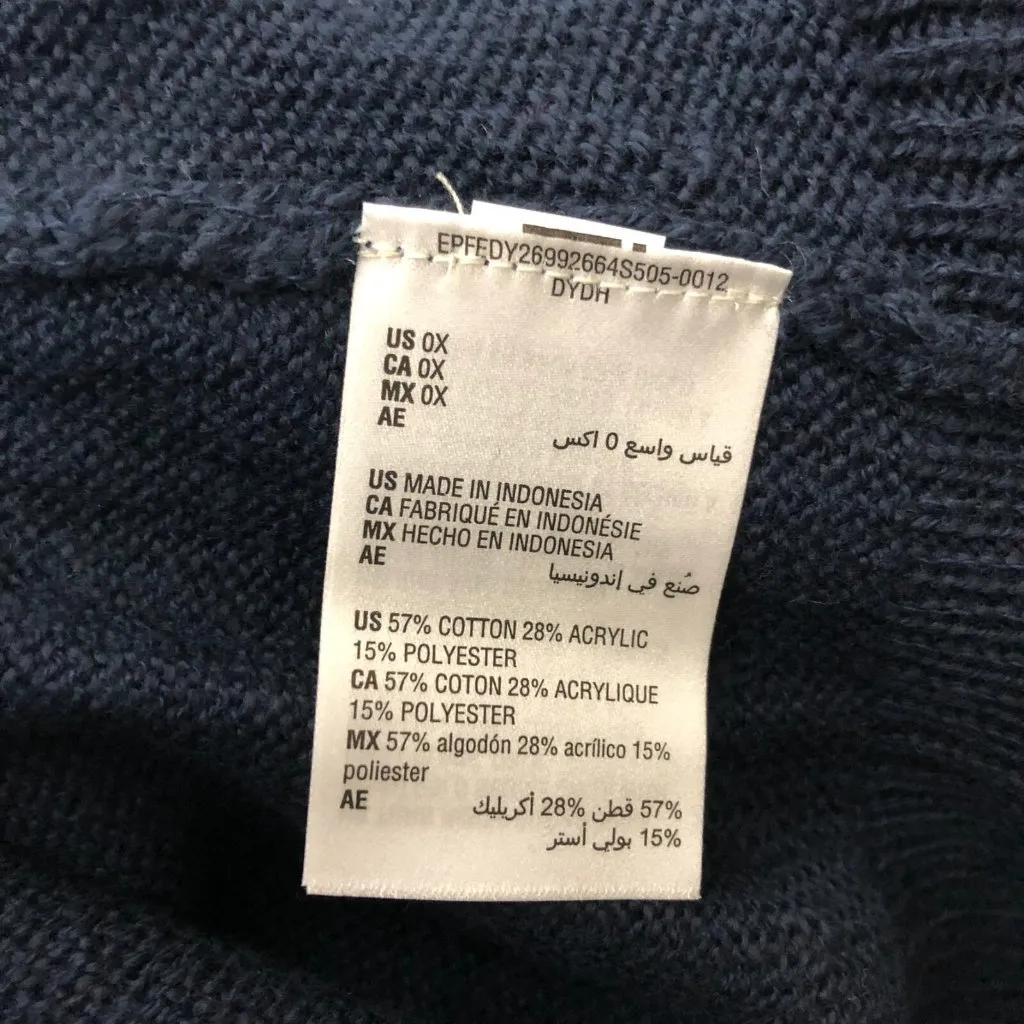 EPFEDY26992664S505-0012
DYDH
US 0X
CA 0X
MX 0X
AE
قياس واسع 0 اكس
US MADE IN INDONESIA
CA FABRIQUÉ EN INDONÉSIE
MX HECHO EN INDONESIA
AE
صُنع في إندونيسيا
US 57% COTTON 28% ACRYLIC
15% POLYESTER
CA 57% COTON 28% ACRYLIQUE
15% POLYESTER
MX 57% algodón 28% acrílico 15%
poliester
AE
57% قطن 28% أكريليك
15% بولي أستر